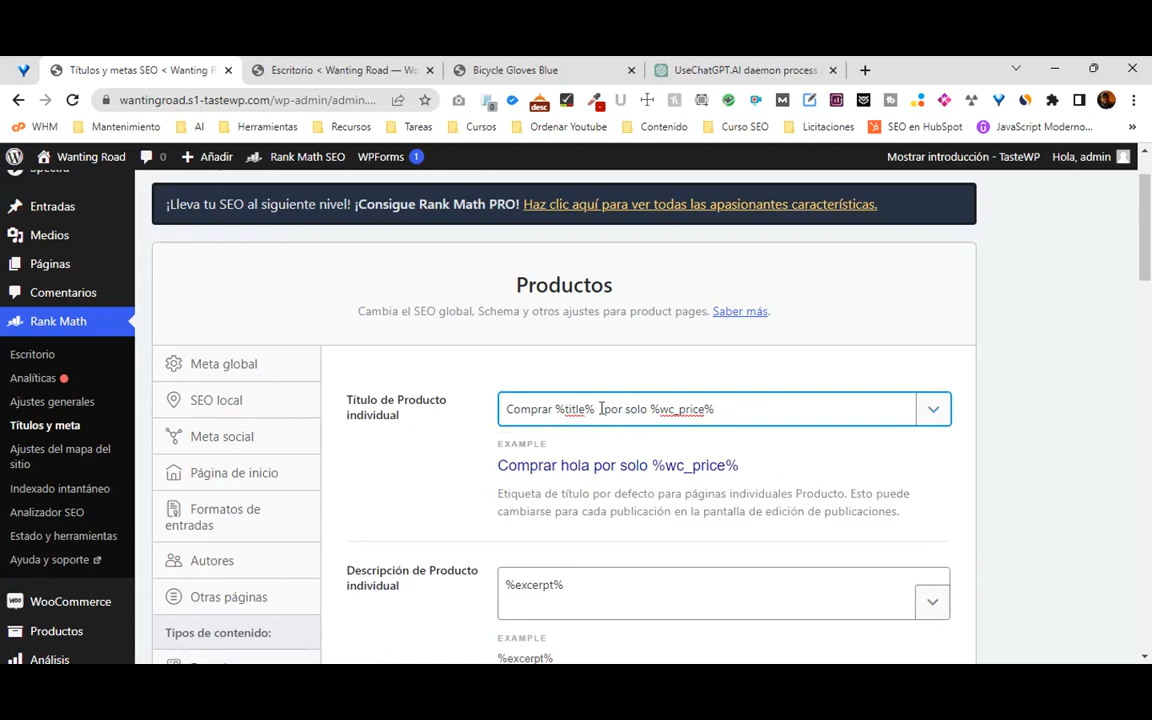 Títulos y metas SEO < Wanting R
Escritorio < Wanting Road — Wo
Bicycle Gloves Blue
UseChatGPT.AI daemon process
wantingroad.s1-tastewp.com/wp-admin/admin....
WHM
Mantenimiento
AI
Herramientas
Recursos
Tareas
Cursos
Ordenar Youtube
Contenido
Curso SEO
Licitaciones
SEO en HubSpot
JavaScript Moderno...
Wanting Road
0
Añadir
Rank Math SEO
WPForms
1
Mostrar introducción - TasteWP
Hola, admin
Spectra
Entradas
Medios
Páginas
Comentarios
Rank Math
Escritorio
Analíticas
Ajustes generales
Títulos y meta
Ajustes del mapa del
sitio
Indexado intantáneo
Analizador SEO
Estado y herramientas
Ayuda y soporte
WooCommerce
Productos
Análisis
¡Lleva tu SEO al siguiente nivel! ¡Consigue Rank Math PRO! Haz clic aquí para ver todas las apasionantes características.
Productos
Cambia el SEO global, Schema y otros ajustes para product pages. Saber más.
Meta global
SEO local
Meta social
Página de inicio
Formatos de
entradas
Autores
Otras páginas
Tipos de contenido:
Título de Producto
individual
Comprar %title% por solo %wc_price%
EXAMPLE
Comprar hola por solo %wc_price%
Etiqueta de título por defecto para páginas individuales Producto. Esto puede
cambiarse para cada publicación en la pantalla de edición de publicaciones.
Descripción de Producto
individual
%excerpt%
EXAMPLE
%excerpt%